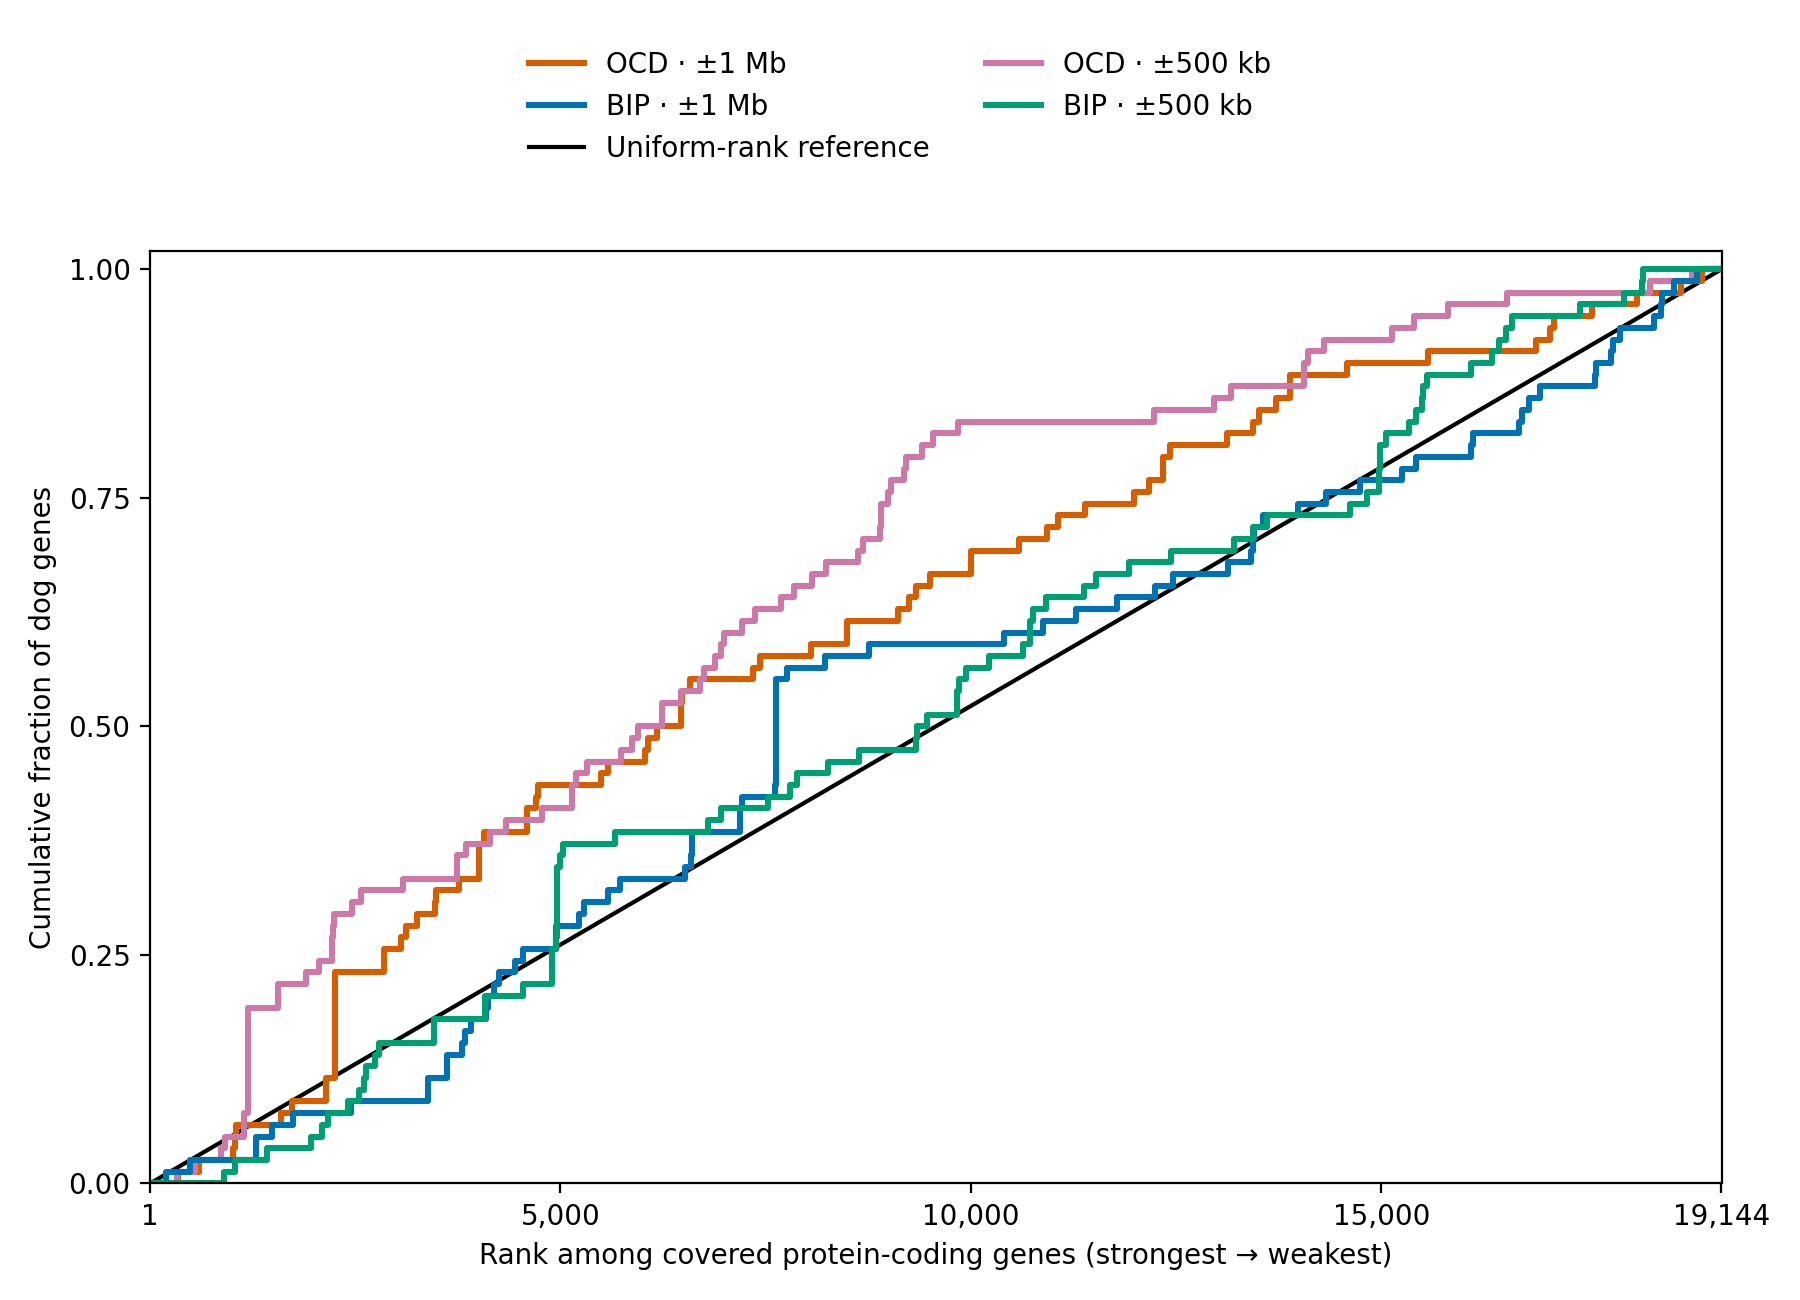 OCD · ±1 Mb
BIP · ±1 Mb
Uniform-rank reference
OCD · ±500 kb
BIP · ±500 kb
Cumulative fraction of dog genes
1.00
0.75
0.50
0.25
0.00
1
5,000
10,000
15,000
19,144
Rank among covered protein-coding genes (strongest → weakest)